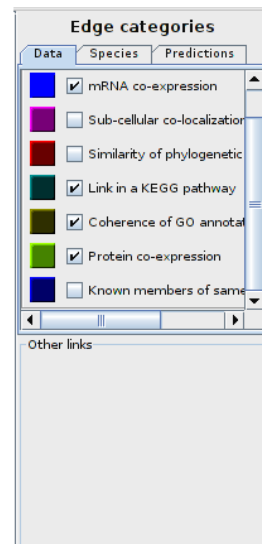 Edge categories
Data Species Predictions
mRNA co-expression
Sub-cellular co-localization
Similarity of phylogenetic
Link in a KEGG pathway
Coherence of GO annotat
Protein co-expression
Known members of same
Other links